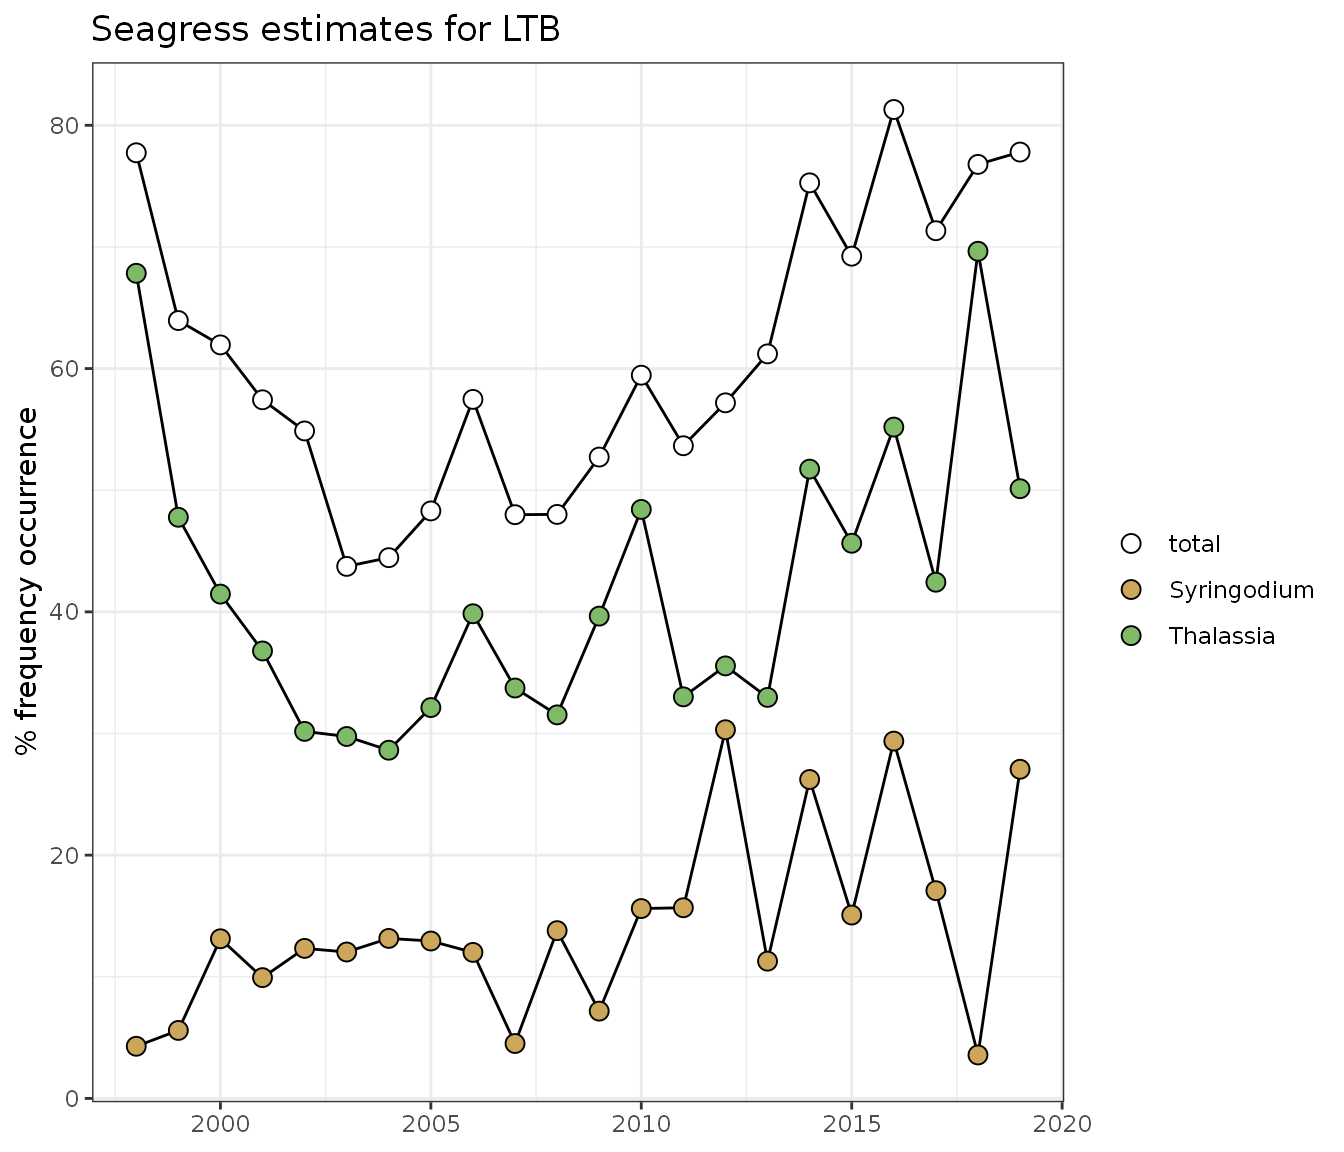 Seagress estimates for LTB
% frequency occurrence
80
60
40
20
0
2000
2005
2010
2015
2020
total
Syringodium
Thalassia